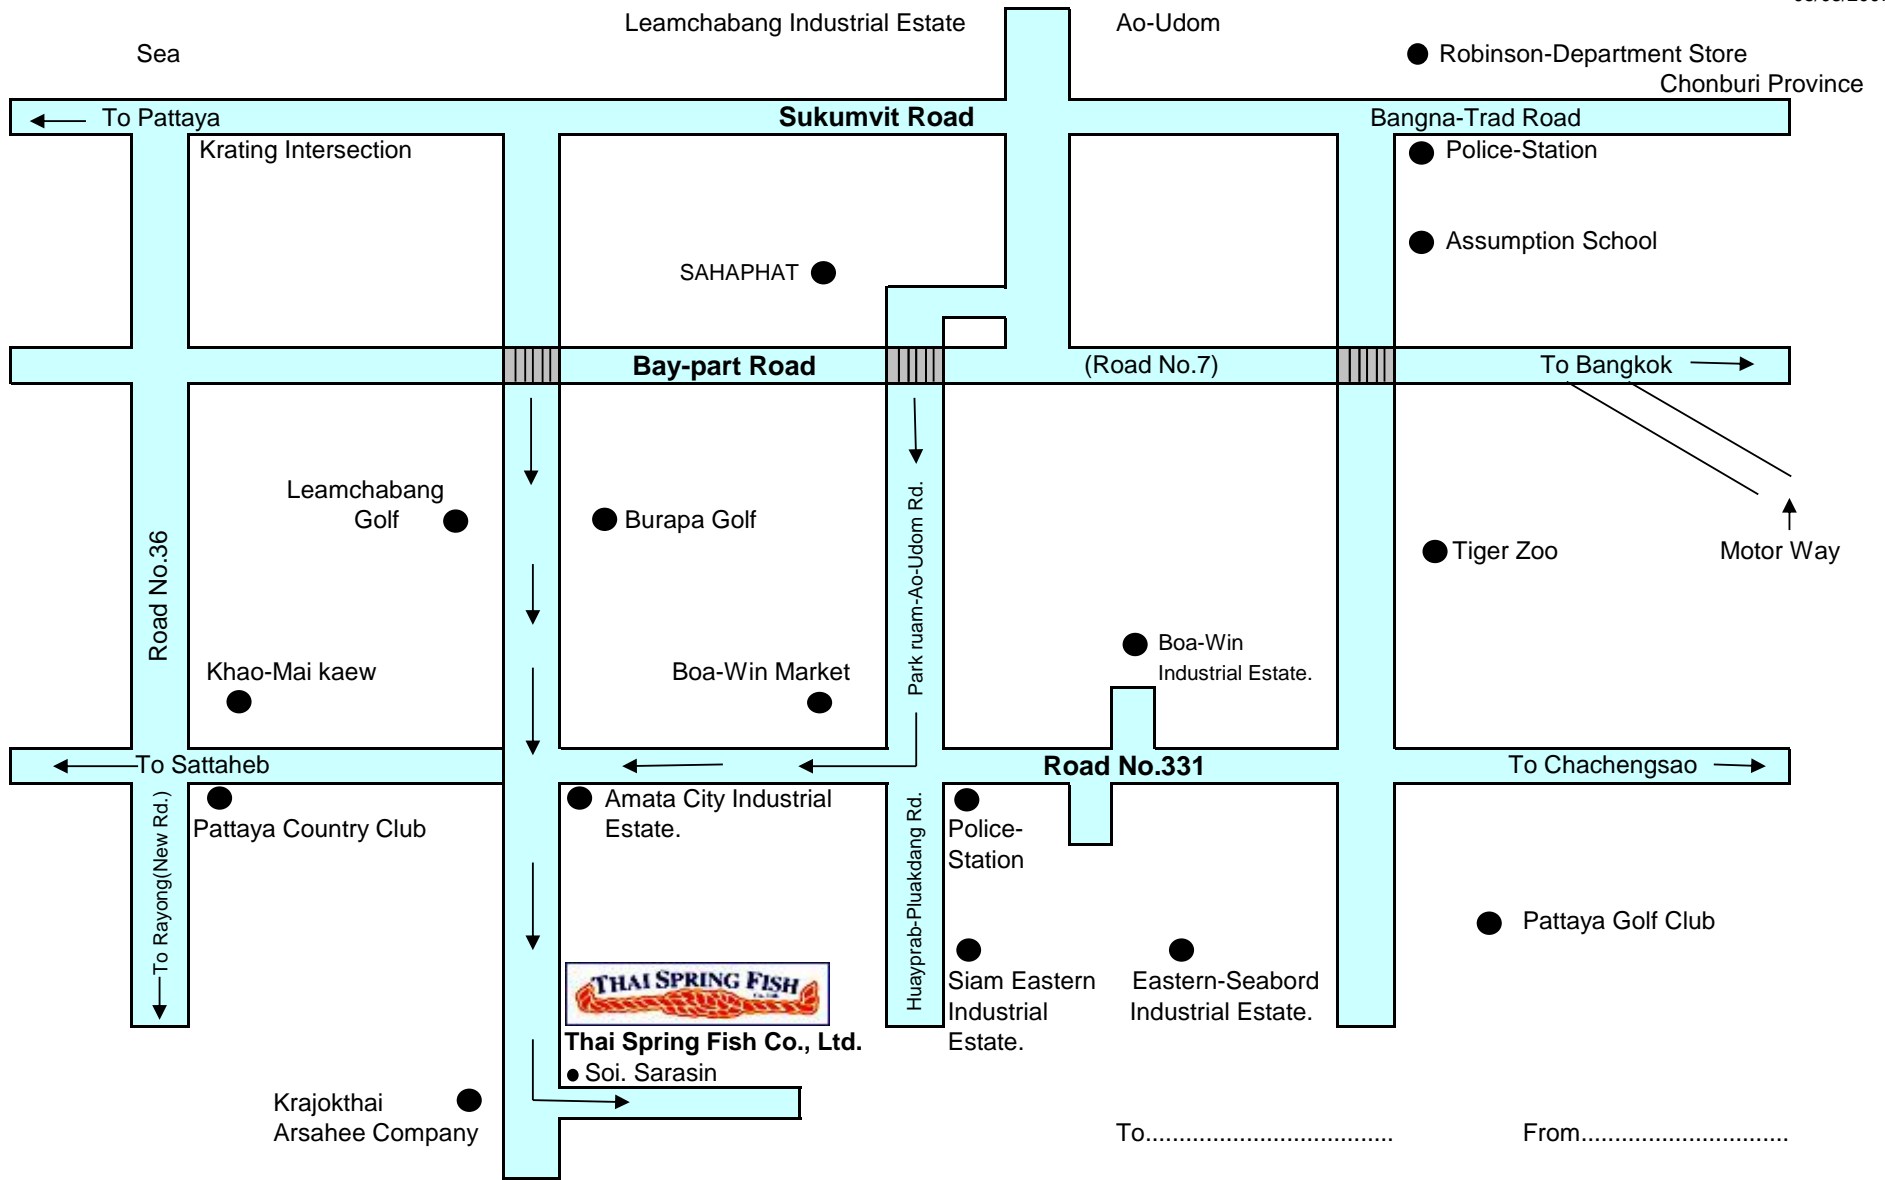 Leamchabang Industrial Estate
Ao-Udom
Sea
Robinson-Department Store
Chonburi Province
To Pattaya
Sukumvit Road
Bangna-Trad Road
Krating Intersection
Police-Station
Assumption School
SAHAPHAT
Bay-part Road
(Road No.7)
To Bangkok
Leamchabang
Golf
Burapa Golf
Park ruam-Ao-Udom Rd.
Road No.36
Tiger Zoo
Motor Way
Khao-Mai kaew
Boa-Win Market
Boa-Win
Industrial Estate.
To Sattaheb
Road No.331
To Chachengsao
Pattaya Country Club
Amata City Industrial
Estate.
Police-
Station
To Rayong(New Rd.)
Huayprab-Pluakdang Rd.
Pattaya Golf Club
THAI SPRING FISH
Siam Eastern
Industrial
Estate.
Eastern-Seabord
Industrial Estate.
Thai Spring Fish Co., Ltd.
Soi. Sarasin
Krajokthai
Arsahee Company
To.....................................
From...............................